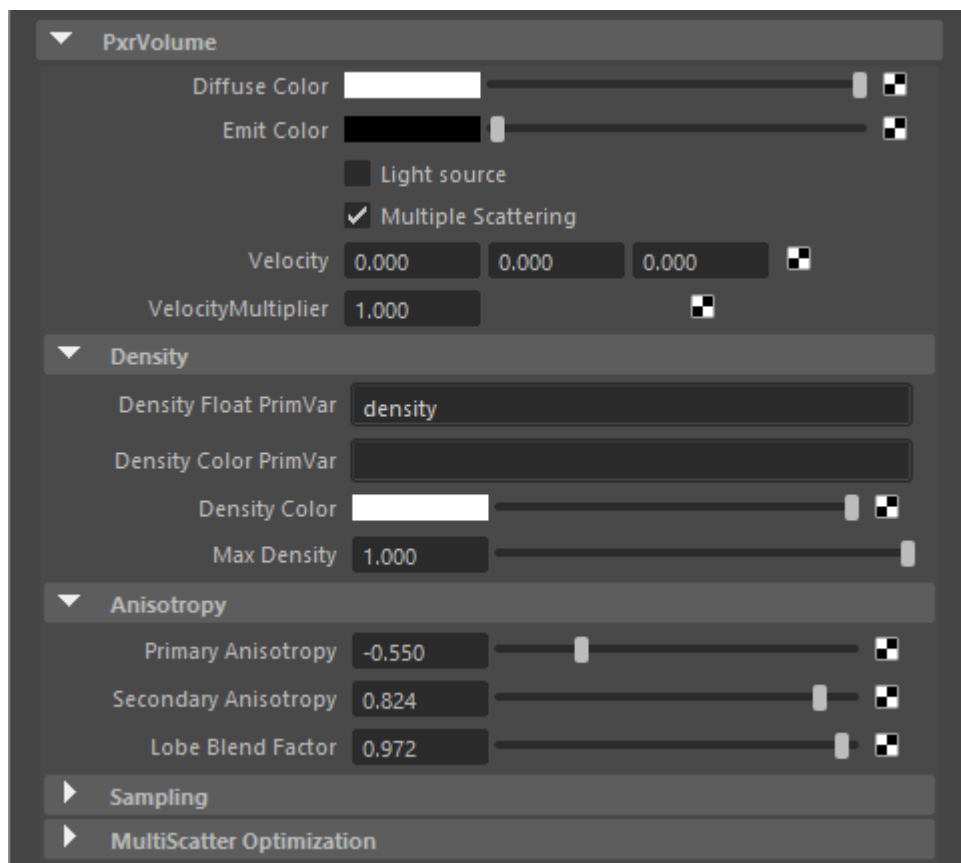 PxrVolume
Diffuse Color
Emit Color
Light source
Multiple Scattering
Velocity 0.000 0.000 0.000
VelocityMultiplier 1.000
Density
Density Float PrimVar density
Density Color PrimVar
Density Color
Max Density 1.000
Anisotropy
Primary Anisotropy -0.550
Secondary Anisotropy 0.824
Lobe Blend Factor 0.972
Sampling
MultiScatter Optimization